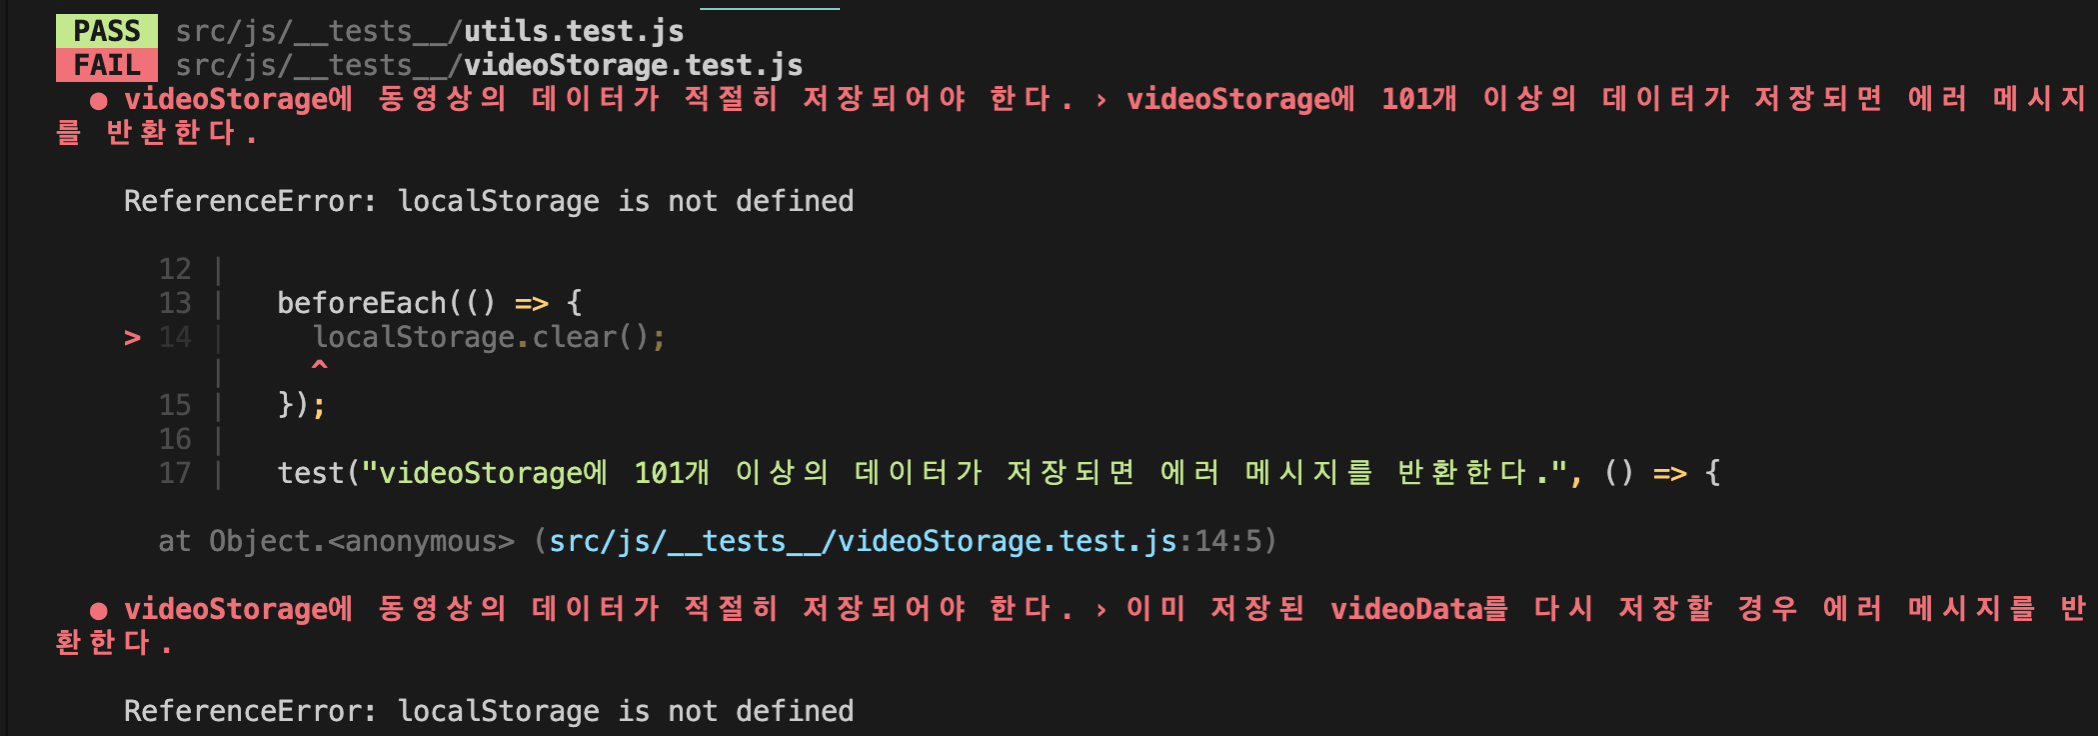 PASS src/js/__tests__/utils.test.js
FAIL src/js/__tests__/videoStorage.test.js
● videoStorage에 동영상의 데이터가 적절히 저장되어야 한다. › videoStorage에 101개 이상의 데이터가 저장되면 에러 메시지
를 반환한다.
ReferenceError: localStorage is not defined
12 |
13 | beforeEach(() => {
> 14 | localStorage.clear();
| ^
15 | });
16 |
17 | test("videoStorage에 101개 이상의 데이터가 저장되면 에러 메시지를 반환한다.", () => {
at Object.<anonymous> (src/js/__tests__/videoStorage.test.js:14:5)
● videoStorage에 동영상의 데이터가 적절히 저장되어야 한다. › 이미 저장된 videoData를 다시 저장할 경우 에러 메시지를 반
환한다.
ReferenceError: localStorage is not defined